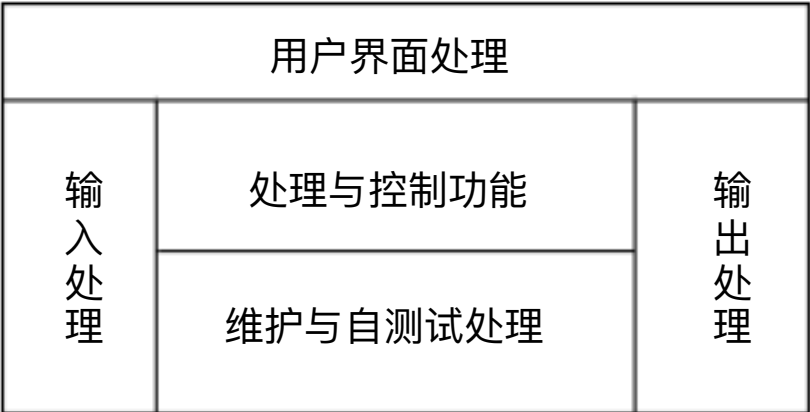 用户界面处理
输入处理
处理与控制功能
维护与自测试处理
输出处理